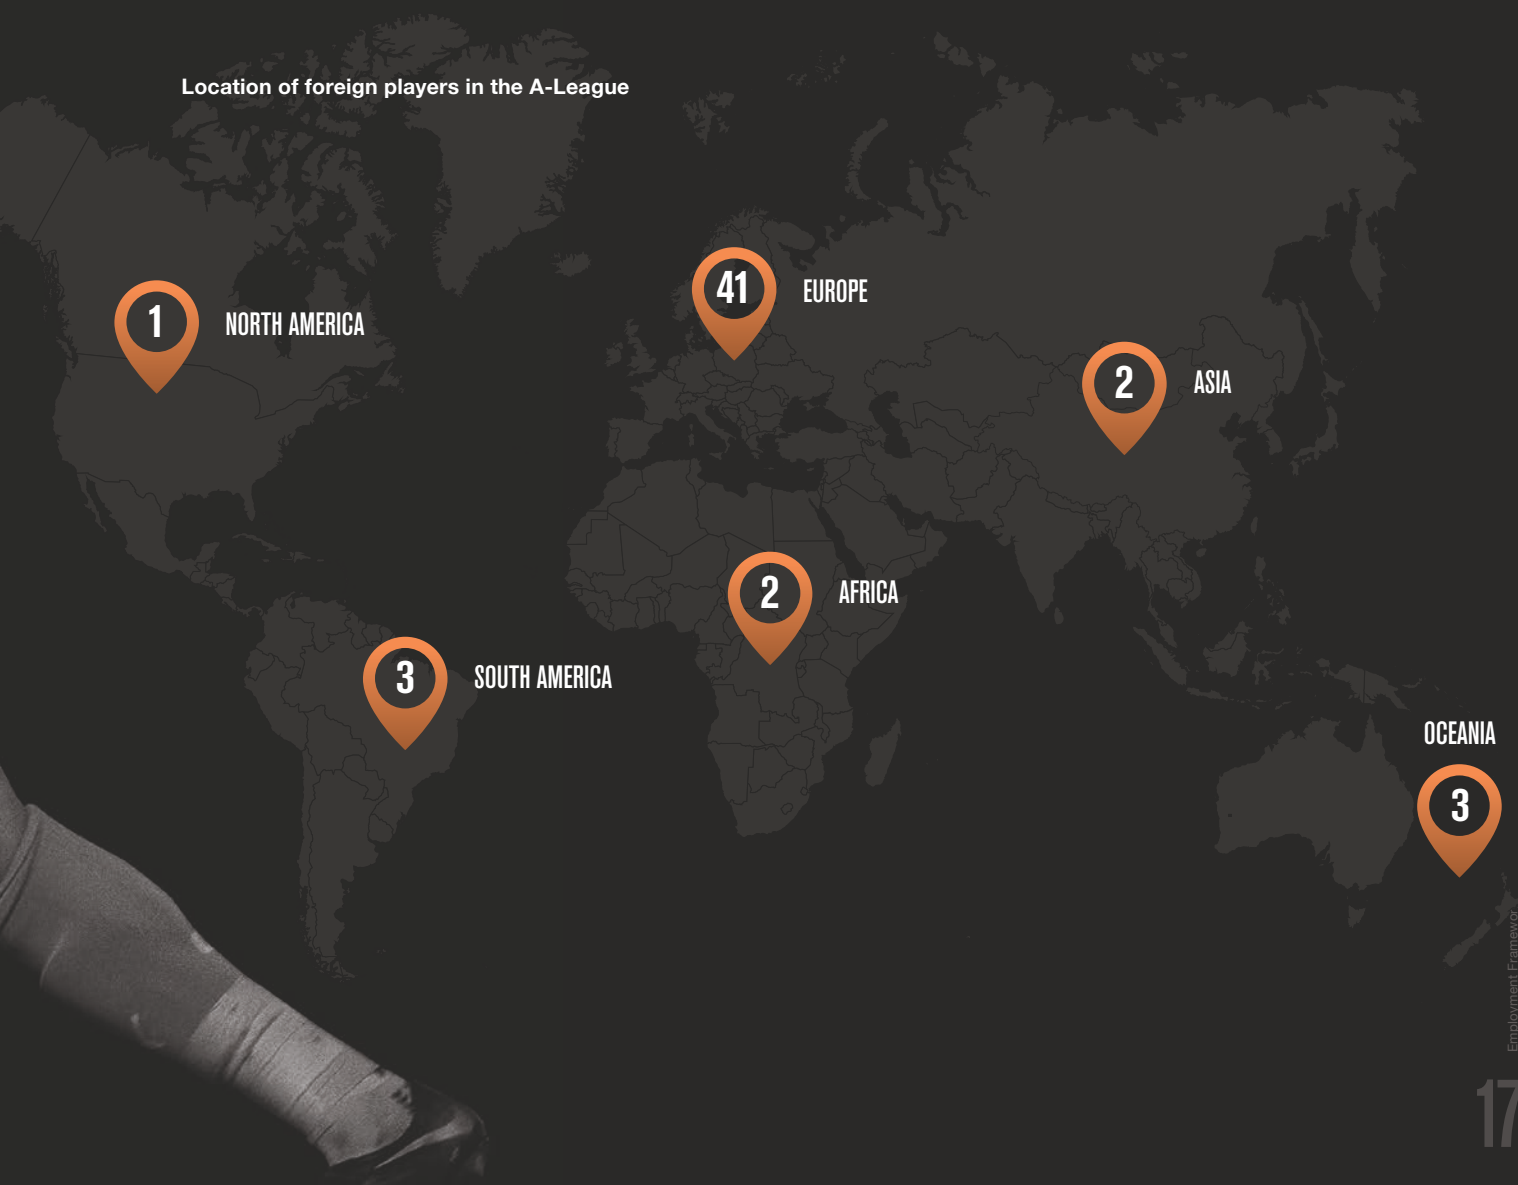 Location of foreign players in the A-League
41
EUROPE
1
NORTH AMERICA
2
ASIA
2
AFRICA
3
SOUTH AMERICA
OCEANIA
3
17